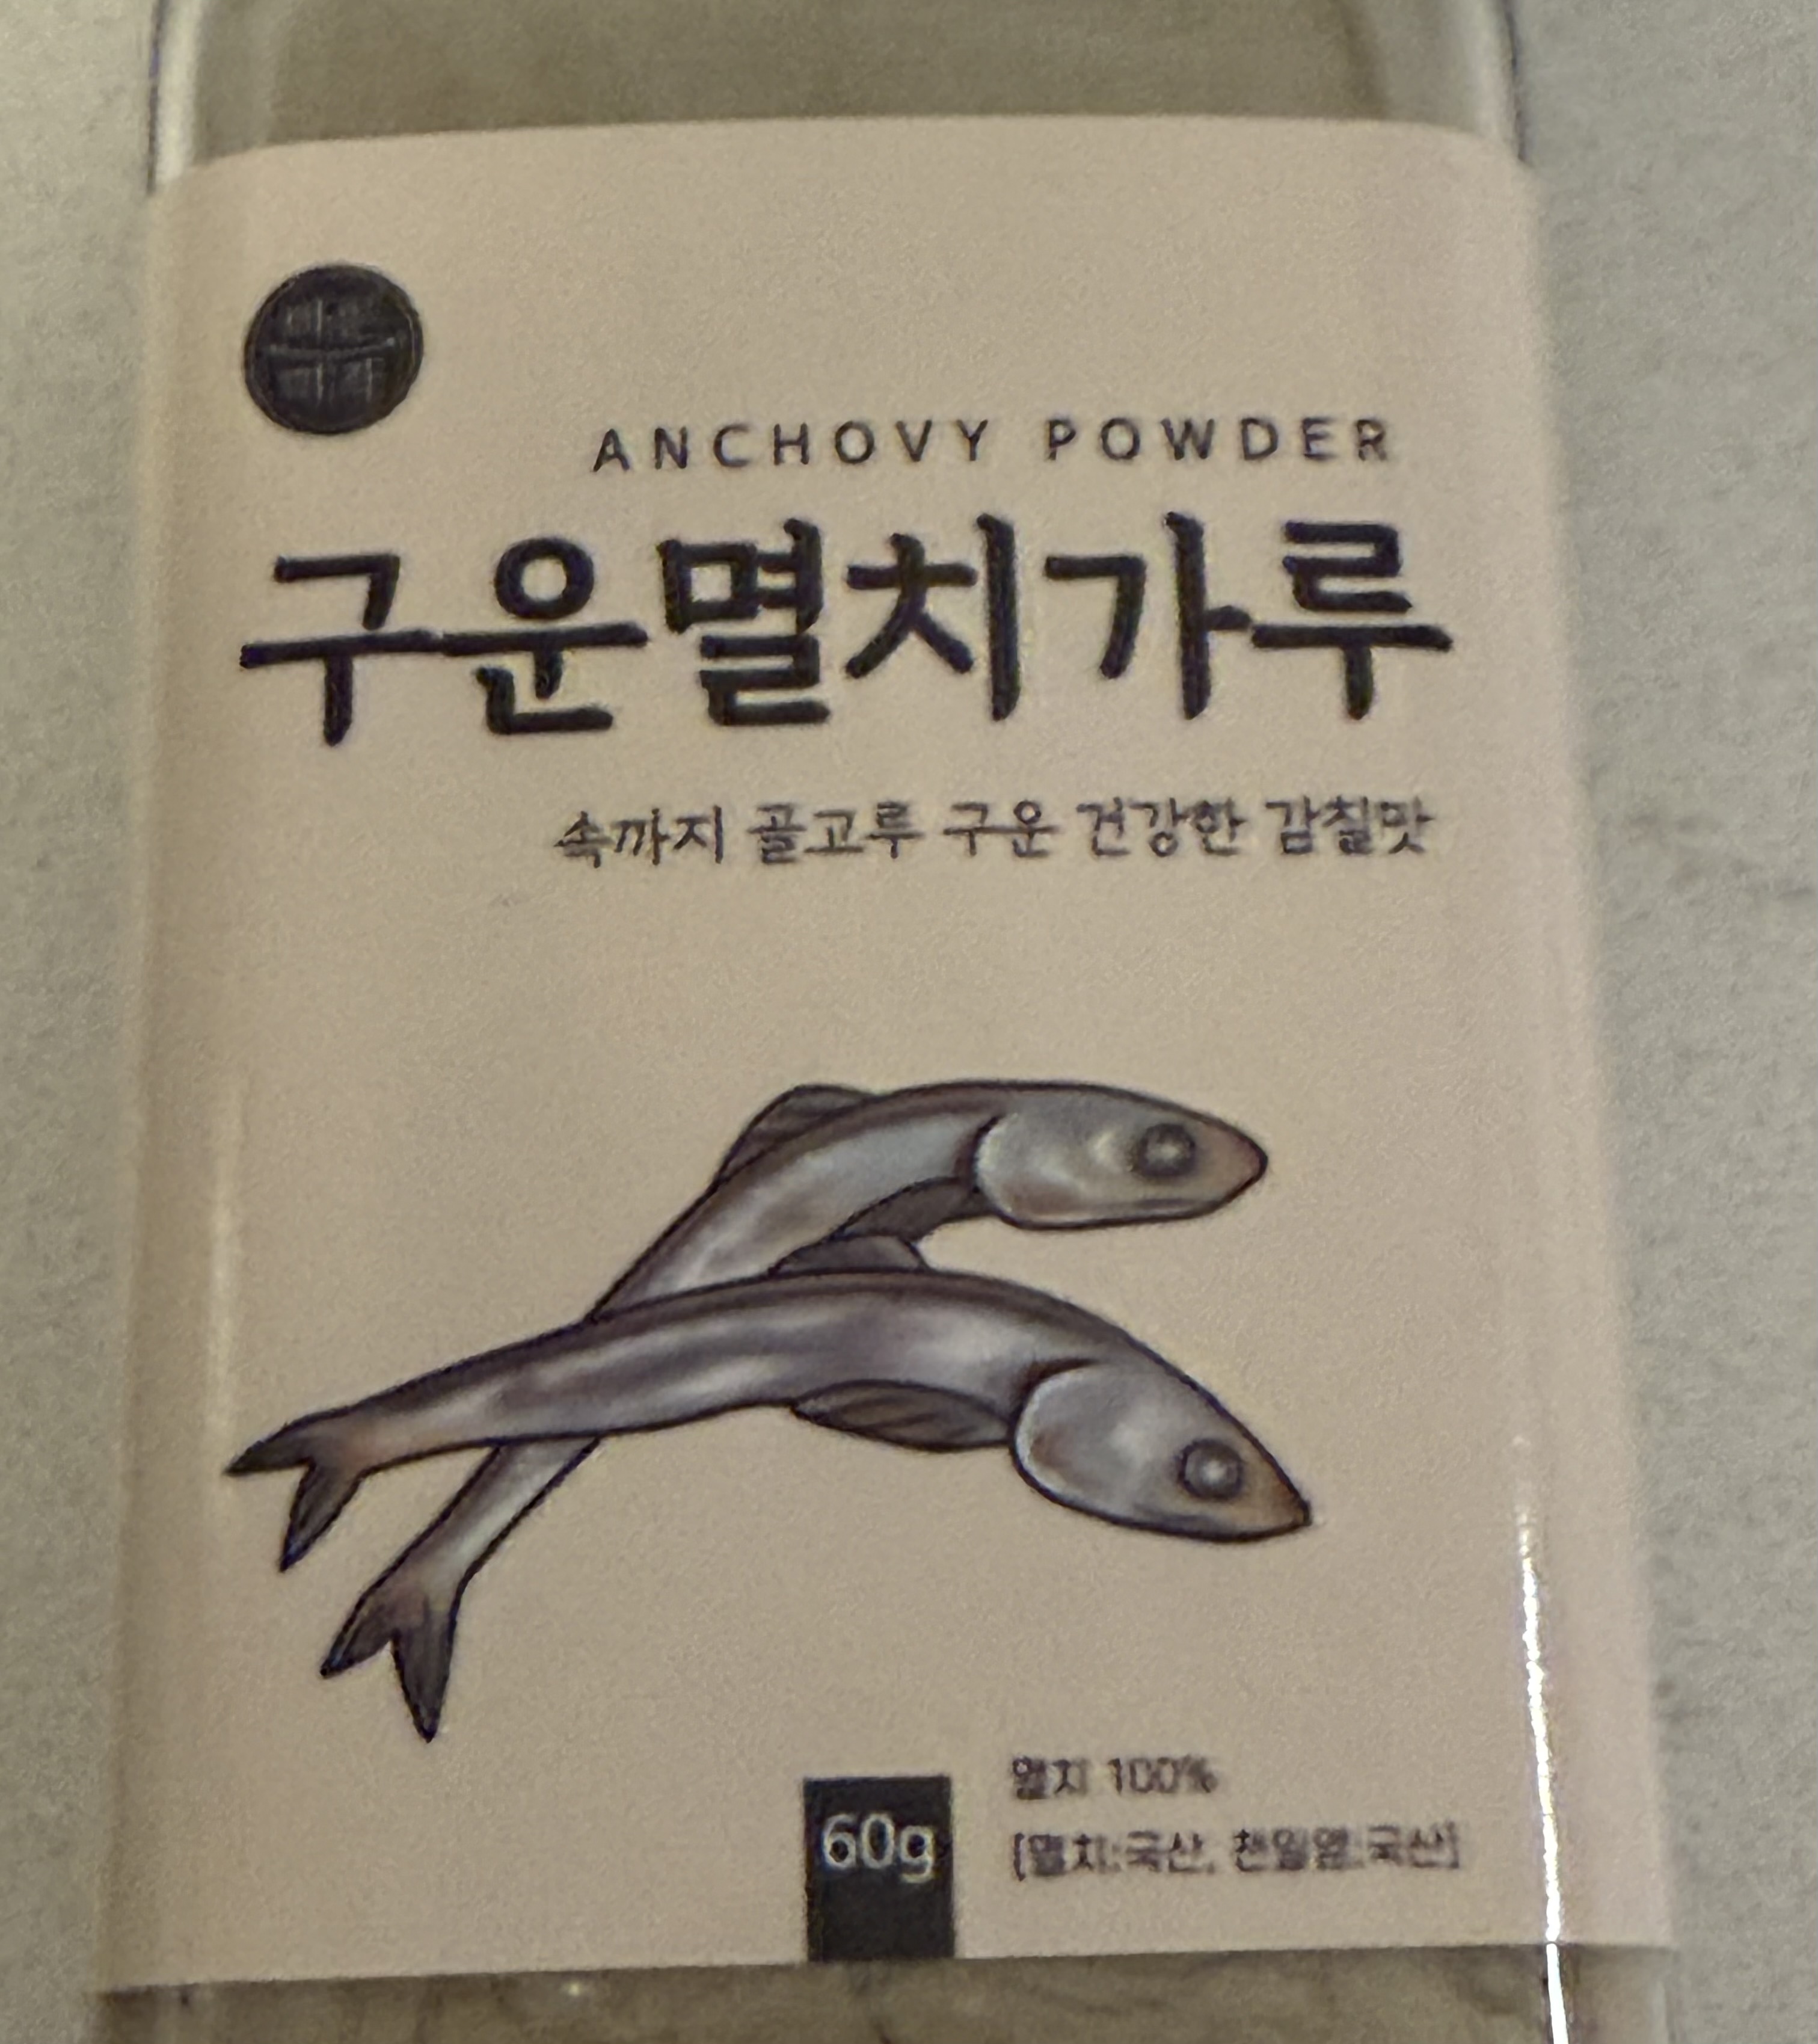 ANCHOVY POWDER
구운멸치가루
속까지 골고루 구운 건강한 감칠맛
60g
멸치 100%
[멸치:국산, 천일염:국산]